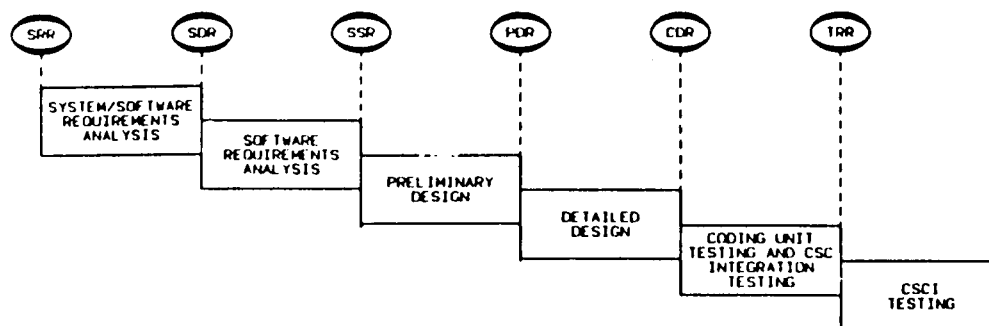 SRR
SDR
SSR
PDR
CDR
TRR
SYSTEM/SOFTWARE
REQUIREMENTS
ANALYSIS
SOFTWARE
REQUIREMENTS
ANALYSIS
PRELIMINARY
DESIGN
DETAILED
DESIGN
CODING UNIT
TESTING AND CSC
INTEGRATION
TESTING
CSCI
TESTING